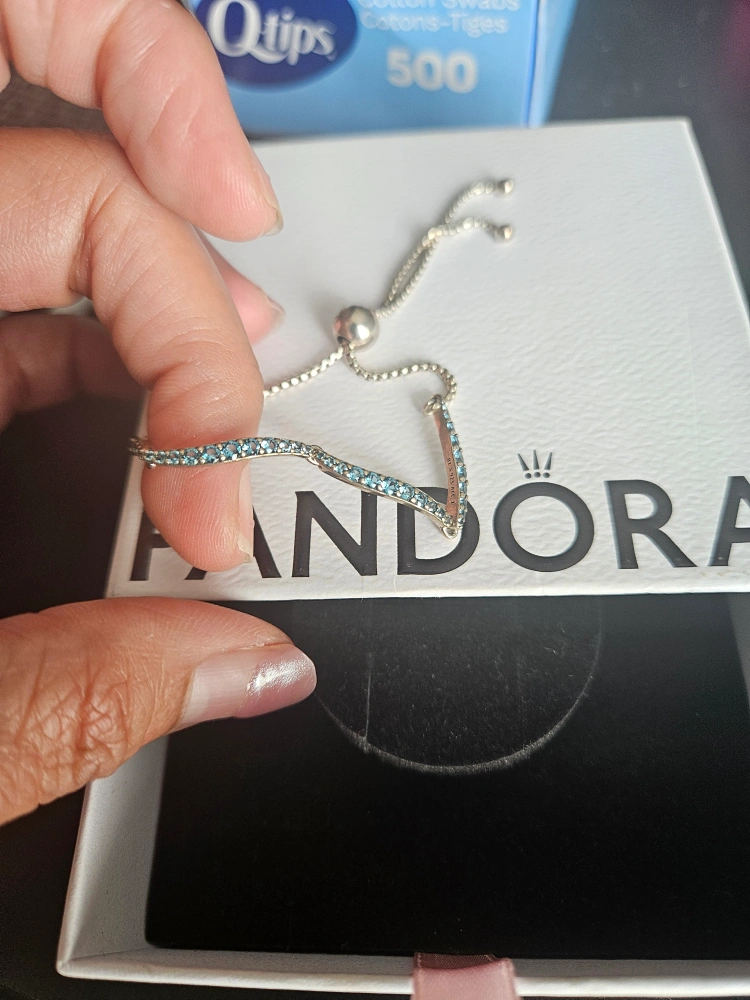 Q-tips
Cotton Swabs
Cotons-Tiges
500
PANDORA